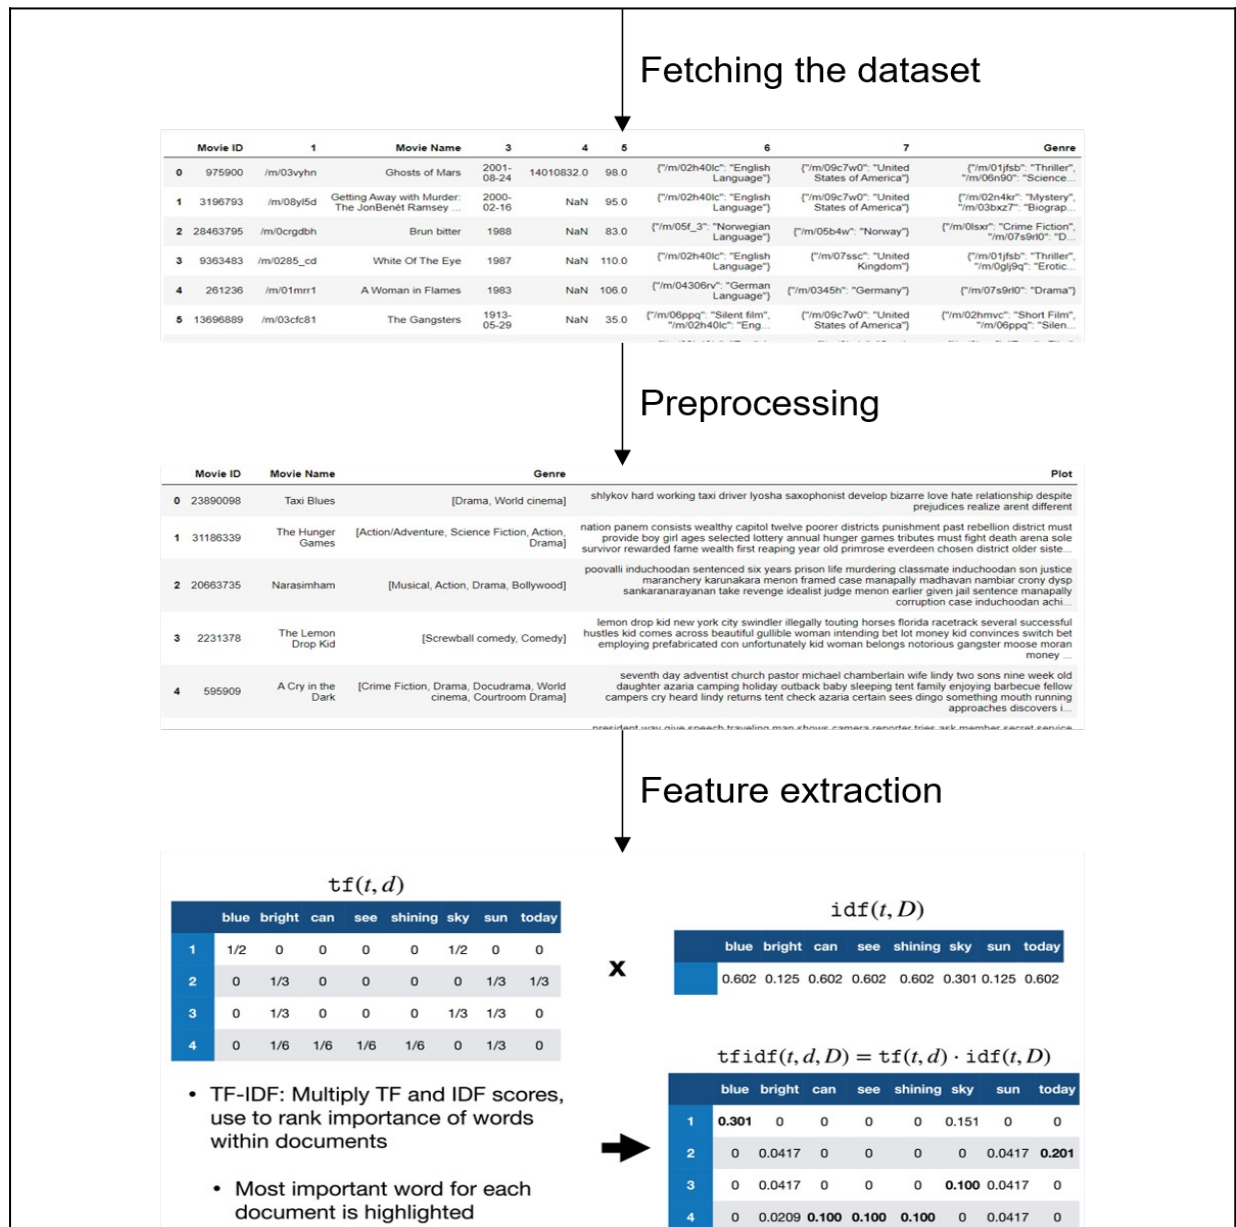 Fetching the dataset
Movie ID 1 Movie Name 3 4 5 6 7 Genre
0 975900 /m/03vyhn Ghosts of Mars 2001-08-24 14010832.0 98.0 {"/m/02h40lc": "English Language"} {"/m/09c7w0": "United States of America"} {"/m/01jfsb": "Thriller", "/m/06n90": "Science...
1 3196793 /m/08yl5d Getting Away with Murder: The JonBenét Ramsey ... 2000-02-16 NaN 95.0 {"/m/02h40lc": "English Language"} {"/m/09c7w0": "United States of America"} {"/m/02n4kr": "Mystery", "/m/03bxz7": "Biograp...
2 28463795 /m/0crgdbh Brun bitter 1988 NaN 83.0 {"/m/05f_3": "Norwegian Language"} {"/m/05b4w": "Norway"} {"/m/0lsxr": "Crime Fiction", "/m/07s9rl0": "D...
3 9363483 /m/0285_cd White Of The Eye 1987 NaN 110.0 {"/m/02h40lc": "English Language"} {"/m/07ssc": "United Kingdom"} {"/m/01jfsb": "Thriller", "/m/0glj9q": "Erotic...
4 261236 /m/01mrr1 A Woman in Flames 1983 NaN 106.0 {"/m/04306rv": "German Language"} {"/m/0345h": "Germany"} {"/m/07s9rl0": "Drama"}
5 13696889 /m/03cfc81 The Gangsters 1913-05-29 NaN 35.0 {"/m/06ppq": "Silent film", "/m/02h40lc": "Eng... {"/m/09c7w0": "United States of America"} {"/m/02hmvc": "Short Film", "/m/06ppq": "Silen...
Preprocessing
Movie ID Movie Name Genre Plot
0 23890098 Taxi Blues [Drama, World cinema] shlykov hard working taxi driver lyosha saxophonist develop bizarre love hate relationship despite prejudices realize arent different
1 31186339 The Hunger Games [Action/Adventure, Science Fiction, Action, Drama] nation panem consists wealthy capitol twelve poorer districts punishment past rebellion district must provide boy girl ages selected lottery annual hunger games tributes must fight death arena sole survivor rewarded fame wealth first reaping year old primrose everdeen chosen district older siste...
2 20663735 Narasimham [Musical, Action, Drama, Bollywood] poovalli induchoodan sentenced six years prison life murdering classmate induchoodan son justice maranchery karunakara menon framed case manapally madhavan nambiar crony dysp sankaranarayanan take revenge idealist judge menon earlier given jail sentence manapally corruption case induchoodan achi...
3 2231378 The Lemon Drop Kid [Screwball comedy, Comedy] lemon drop kid new york city swindler illegally touting horses florida racetrack several successful hustles kid comes across beautiful gullible woman intending bet lot money kid convinces switch bet employing prefabricated con unfortunately kid woman belongs notorious gangster moose moran money ...
4 595909 A Cry in the Dark [Crime Fiction, Drama, Docudrama, World cinema, Courtroom Drama] seventh day adventist church pastor michael chamberlain wife lindy two sons nine week old daughter azaria camping holiday outback baby sleeping tent family enjoying barbecue fellow campers cry heard lindy returns tent check azaria certain sees dingo something mouth running approaches discovers i...
president way give speech traveling man shows camera reporter tries ask member secret service
Feature extraction
tf(t, d)
blue bright can see shining sky sun today
1 1/2 0 0 0 0 1/2 0 0
2 0 1/3 0 0 0 0 1/3 1/3
3 0 1/3 0 0 0 1/3 1/3 0
4 0 1/6 1/6 1/6 1/6 0 1/3 0
x
idf(t, D)
blue bright can see shining sky sun today
0.602 0.125 0.602 0.602 0.602 0.301 0.125 0.602
• TF-IDF: Multiply TF and IDF scores,
use to rank importance of words
within documents
• Most important word for each
document is highlighted
tfidf(t, d, D) = tf(t, d) · idf(t, D)
blue bright can see shining sky sun today
1 0.301 0 0 0 0 0.151 0 0
2 0 0.0417 0 0 0 0 0.0417 0.201
3 0 0.0417 0 0 0 0.100 0.0417 0
4 0 0.0209 0.100 0.100 0.100 0 0.0417 0